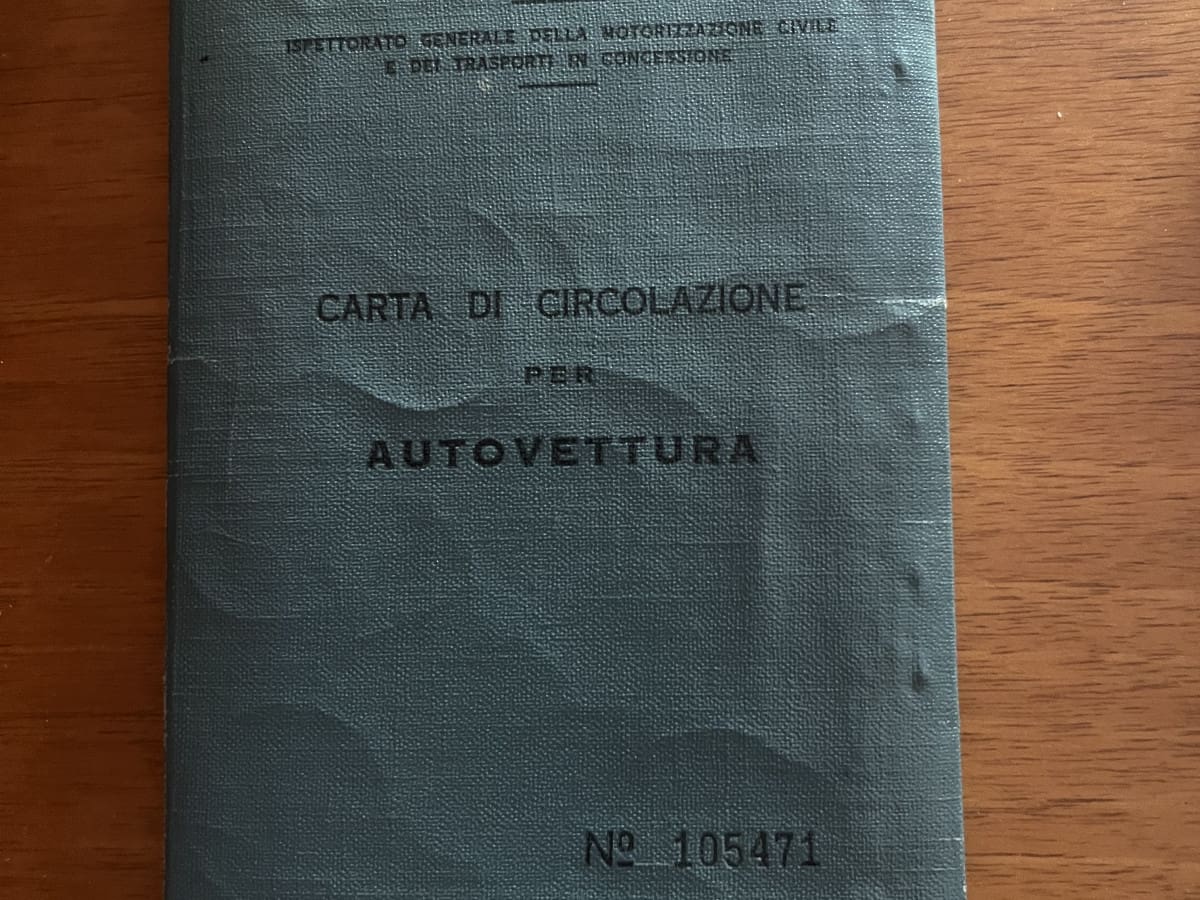 ISPETTORATO GENERALE DELLA MOTORIZZAZIONE CIVILE
E DEI TRASPORTI IN CONCESSIONE
CARTA DI CIRCOLAZIONE
PER
AUTOVETTURA
Nº 105471